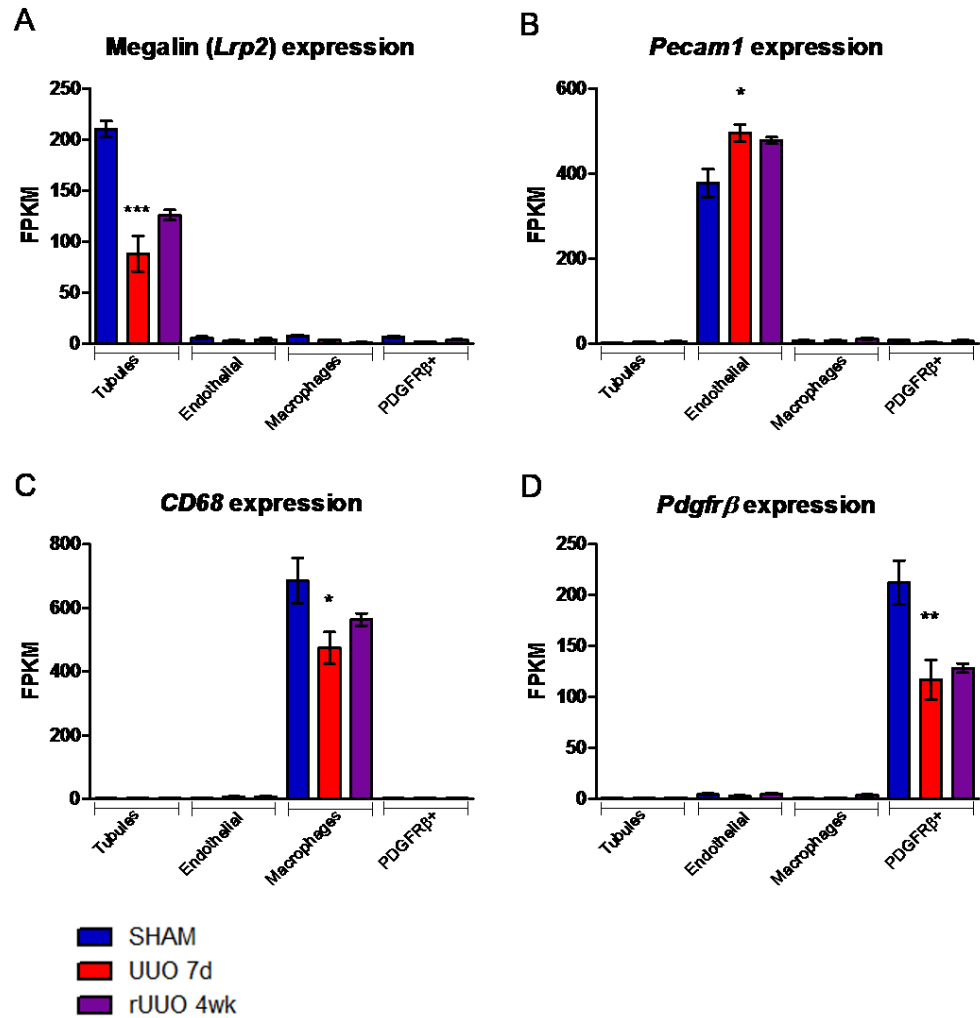 A
Megalin (Lrp2) expression
250
200
150
100
50
0
FPKM
***
Tubules
Endothelial
Macrophages
PDGFRβ+
B
Pecam1 expression
600
400
200
0
FPKM
*
Tubules
Endothelial
Macrophages
PDGFRβ+
C
CD68 expression
800
600
400
200
0
FPKM
*
Tubules
Endothelial
Macrophages
PDGFRβ+
D
Pdgfrβ expression
250
200
150
100
50
0
FPKM
**
Tubules
Endothelial
Macrophages
PDGFRβ+
SHAM
UUO 7d
rUUO 4wk